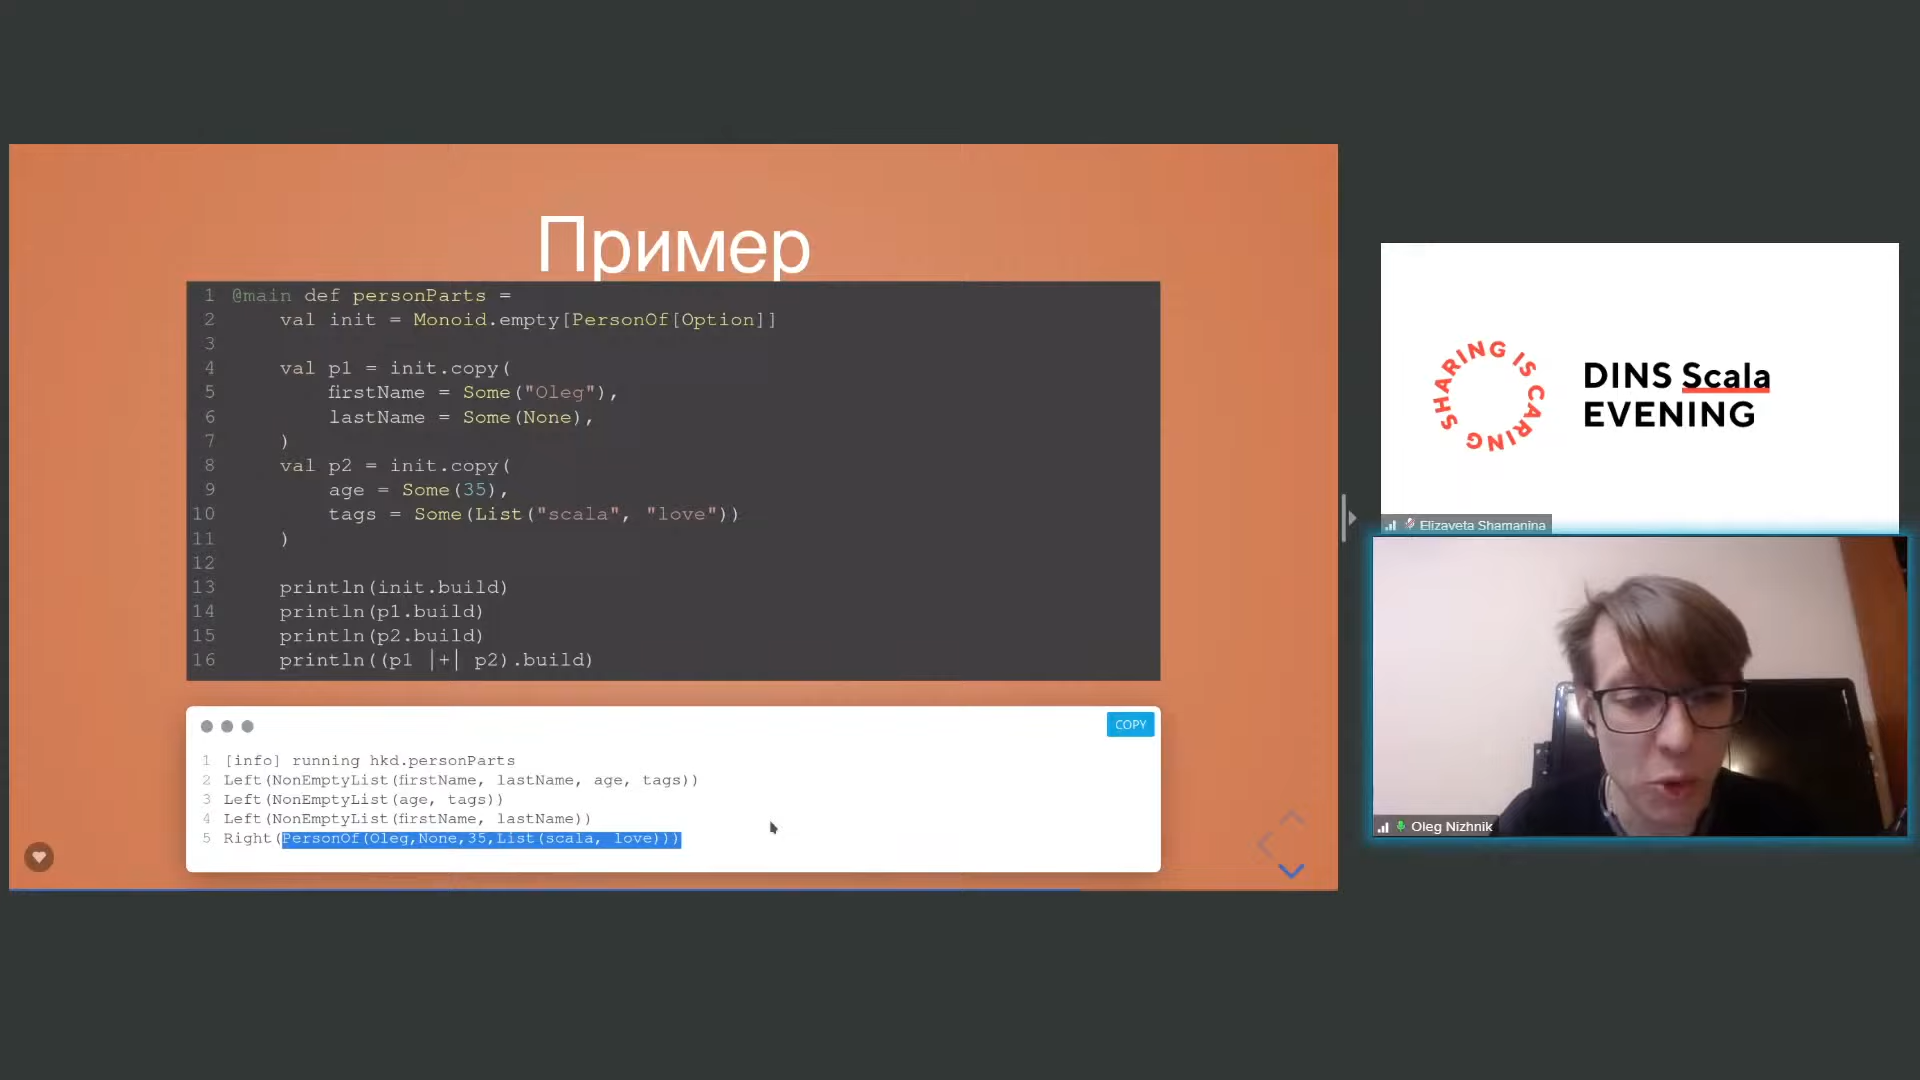 Пример
1 @main def personParts =
2 val init = Monoid.empty[PersonOf[Option]]
3
4 val p1 = init.copy(
5 firstName = Some("Oleg"),
6 lastName = Some(None),
7 )
8 val p2 = init.copy(
9 age = Some(35),
10 tags = Some(List("scala", "love"))
11 )
12
13 println(init.build)
14 println(p1.build)
15 println(p2.build)
16 println((p1 |+| p2).build)
COPY
1 [info] running hkd.personParts
2 Left(NonEmptyList(firstName, lastName, age, tags))
3 Left(NonEmptyList(age, tags))
4 Left(NonEmptyList(firstName, lastName))
5 Right(PersonOf(Oleg,None,35,List(scala, love)))
SHARING IS CARING
DINS Scala
EVENING
Elizaveta Shamanina
Oleg Nizhnik